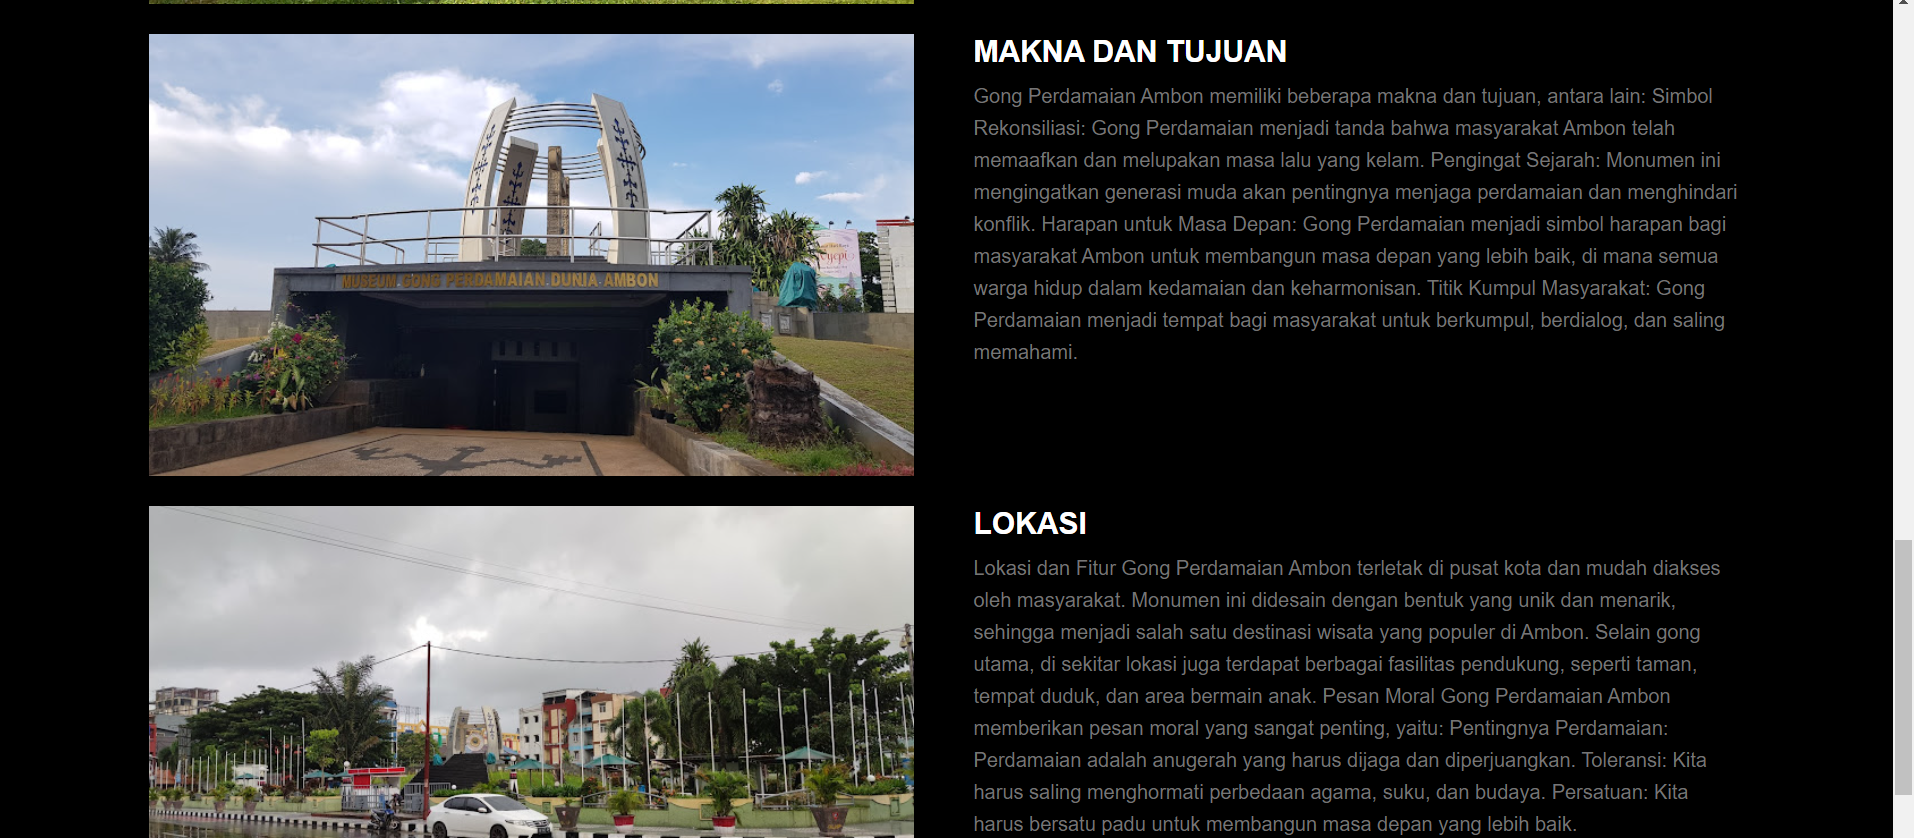 MUSEUM GONG PERDAMAIAN DUNIA AMBON
MAKNA DAN TUJUAN
Gong Perdamaian Ambon memiliki beberapa makna dan tujuan, antara lain: Simbol
Rekonsiliasi: Gong Perdamaian menjadi tanda bahwa masyarakat Ambon telah
memaafkan dan melupakan masa lalu yang kelam. Pengingat Sejarah: Monumen ini
mengingatkan generasi muda akan pentingnya menjaga perdamaian dan menghindari
konflik. Harapan untuk Masa Depan: Gong Perdamaian menjadi simbol harapan bagi
masyarakat Ambon untuk membangun masa depan yang lebih baik, di mana semua
warga hidup dalam kedamaian dan keharmonisan. Titik Kumpul Masyarakat: Gong
Perdamaian menjadi tempat bagi masyarakat untuk berkumpul, berdialog, dan saling
memahami.
LOKASI
Lokasi dan Fitur Gong Perdamaian Ambon terletak di pusat kota dan mudah diakses
oleh masyarakat. Monumen ini didesain dengan bentuk yang unik dan menarik,
sehingga menjadi salah satu destinasi wisata yang populer di Ambon. Selain gong
utama, di sekitar lokasi juga terdapat berbagai fasilitas pendukung, seperti taman,
tempat duduk, dan area bermain anak. Pesan Moral Gong Perdamaian Ambon
memberikan pesan moral yang sangat penting, yaitu: Pentingnya Perdamaian:
Perdamaian adalah anugerah yang harus dijaga dan diperjuangkan. Toleransi: Kita
harus saling menghormati perbedaan agama, suku, dan budaya. Persatuan: Kita
harus bersatu padu untuk membangun masa depan yang lebih baik.